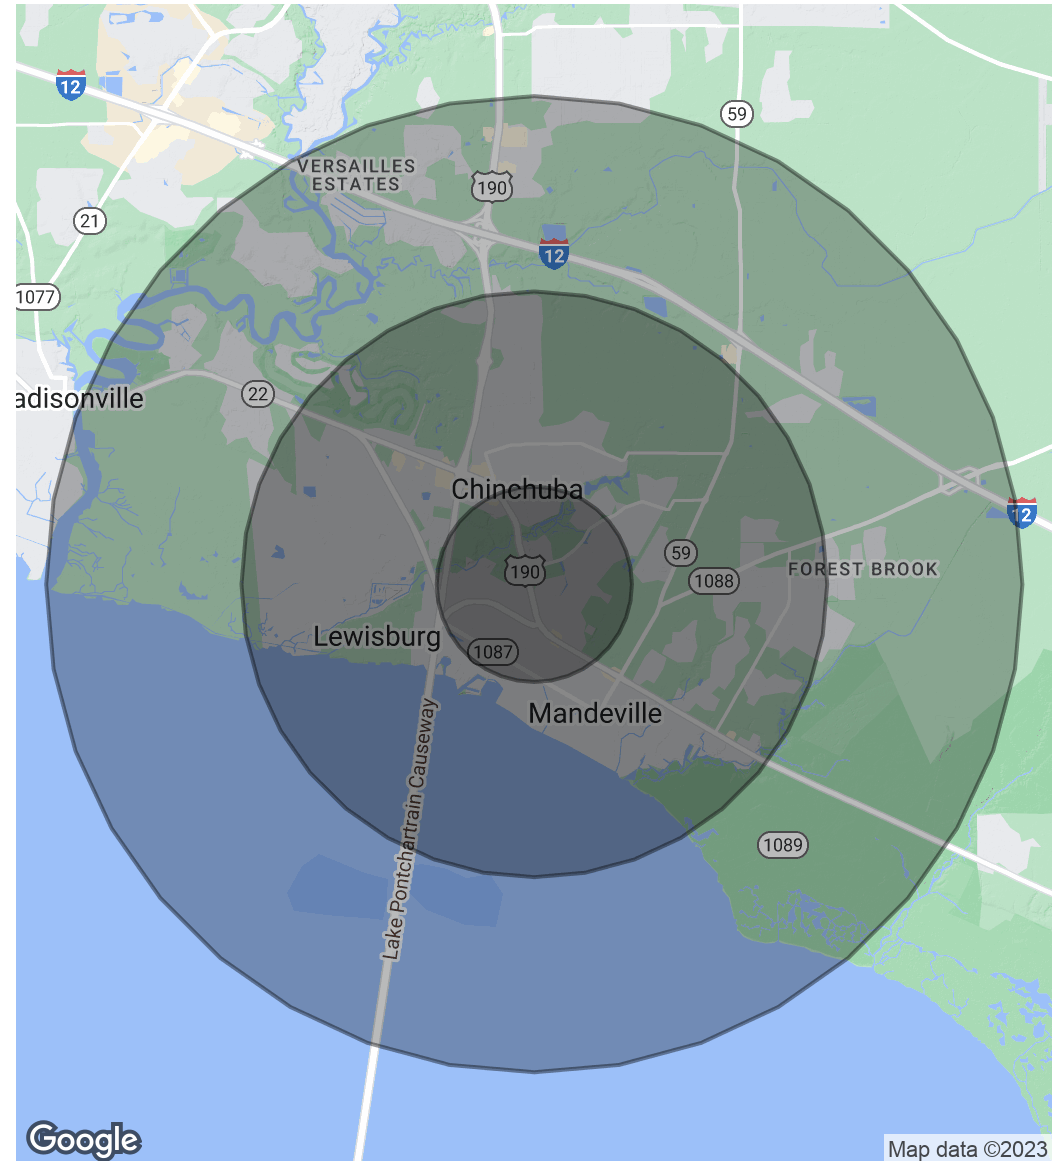 12
59
VERSAILLES
ESTATES
190
21
12
1077
adisonville
22
Chinchuba
12
59
190
1088
FOREST BROOK
Lewisburg
1087
Mandeville
Lake Pontchartrain Causeway
1089
Google
Map data ©2023